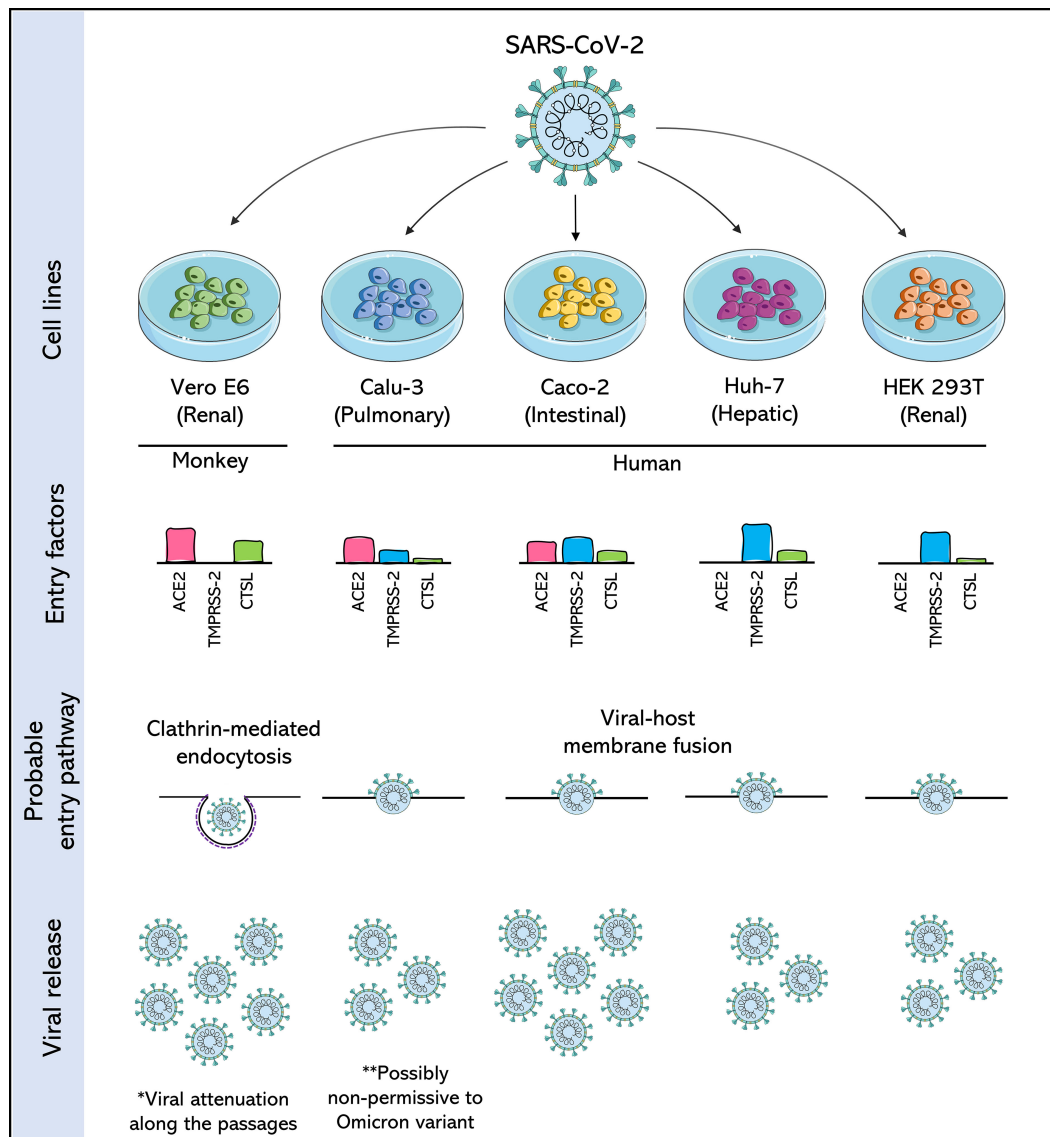 SARS-CoV-2
Cell lines
Vero E6
(Renal)
Calu-3
(Pulmonary)
Caco-2
(Intestinal)
Huh-7
(Hepatic)
HEK 293T
(Renal)
Monkey
Human
Entry factors
ACE2
TMPRSS-2
CTSL
ACE2
TMPRSS-2
CTSL
ACE2
TMPRSS-2
CTSL
ACE2
TMPRSS-2
CTSL
ACE2
TMPRSS-2
CTSL
Probable
entry pathway
Clathrin-mediated
endocytosis
Viral-host
membrane fusion
Viral release
*Viral attenuation
along the passages
**Possibly
non-permissive to
Omicron variant